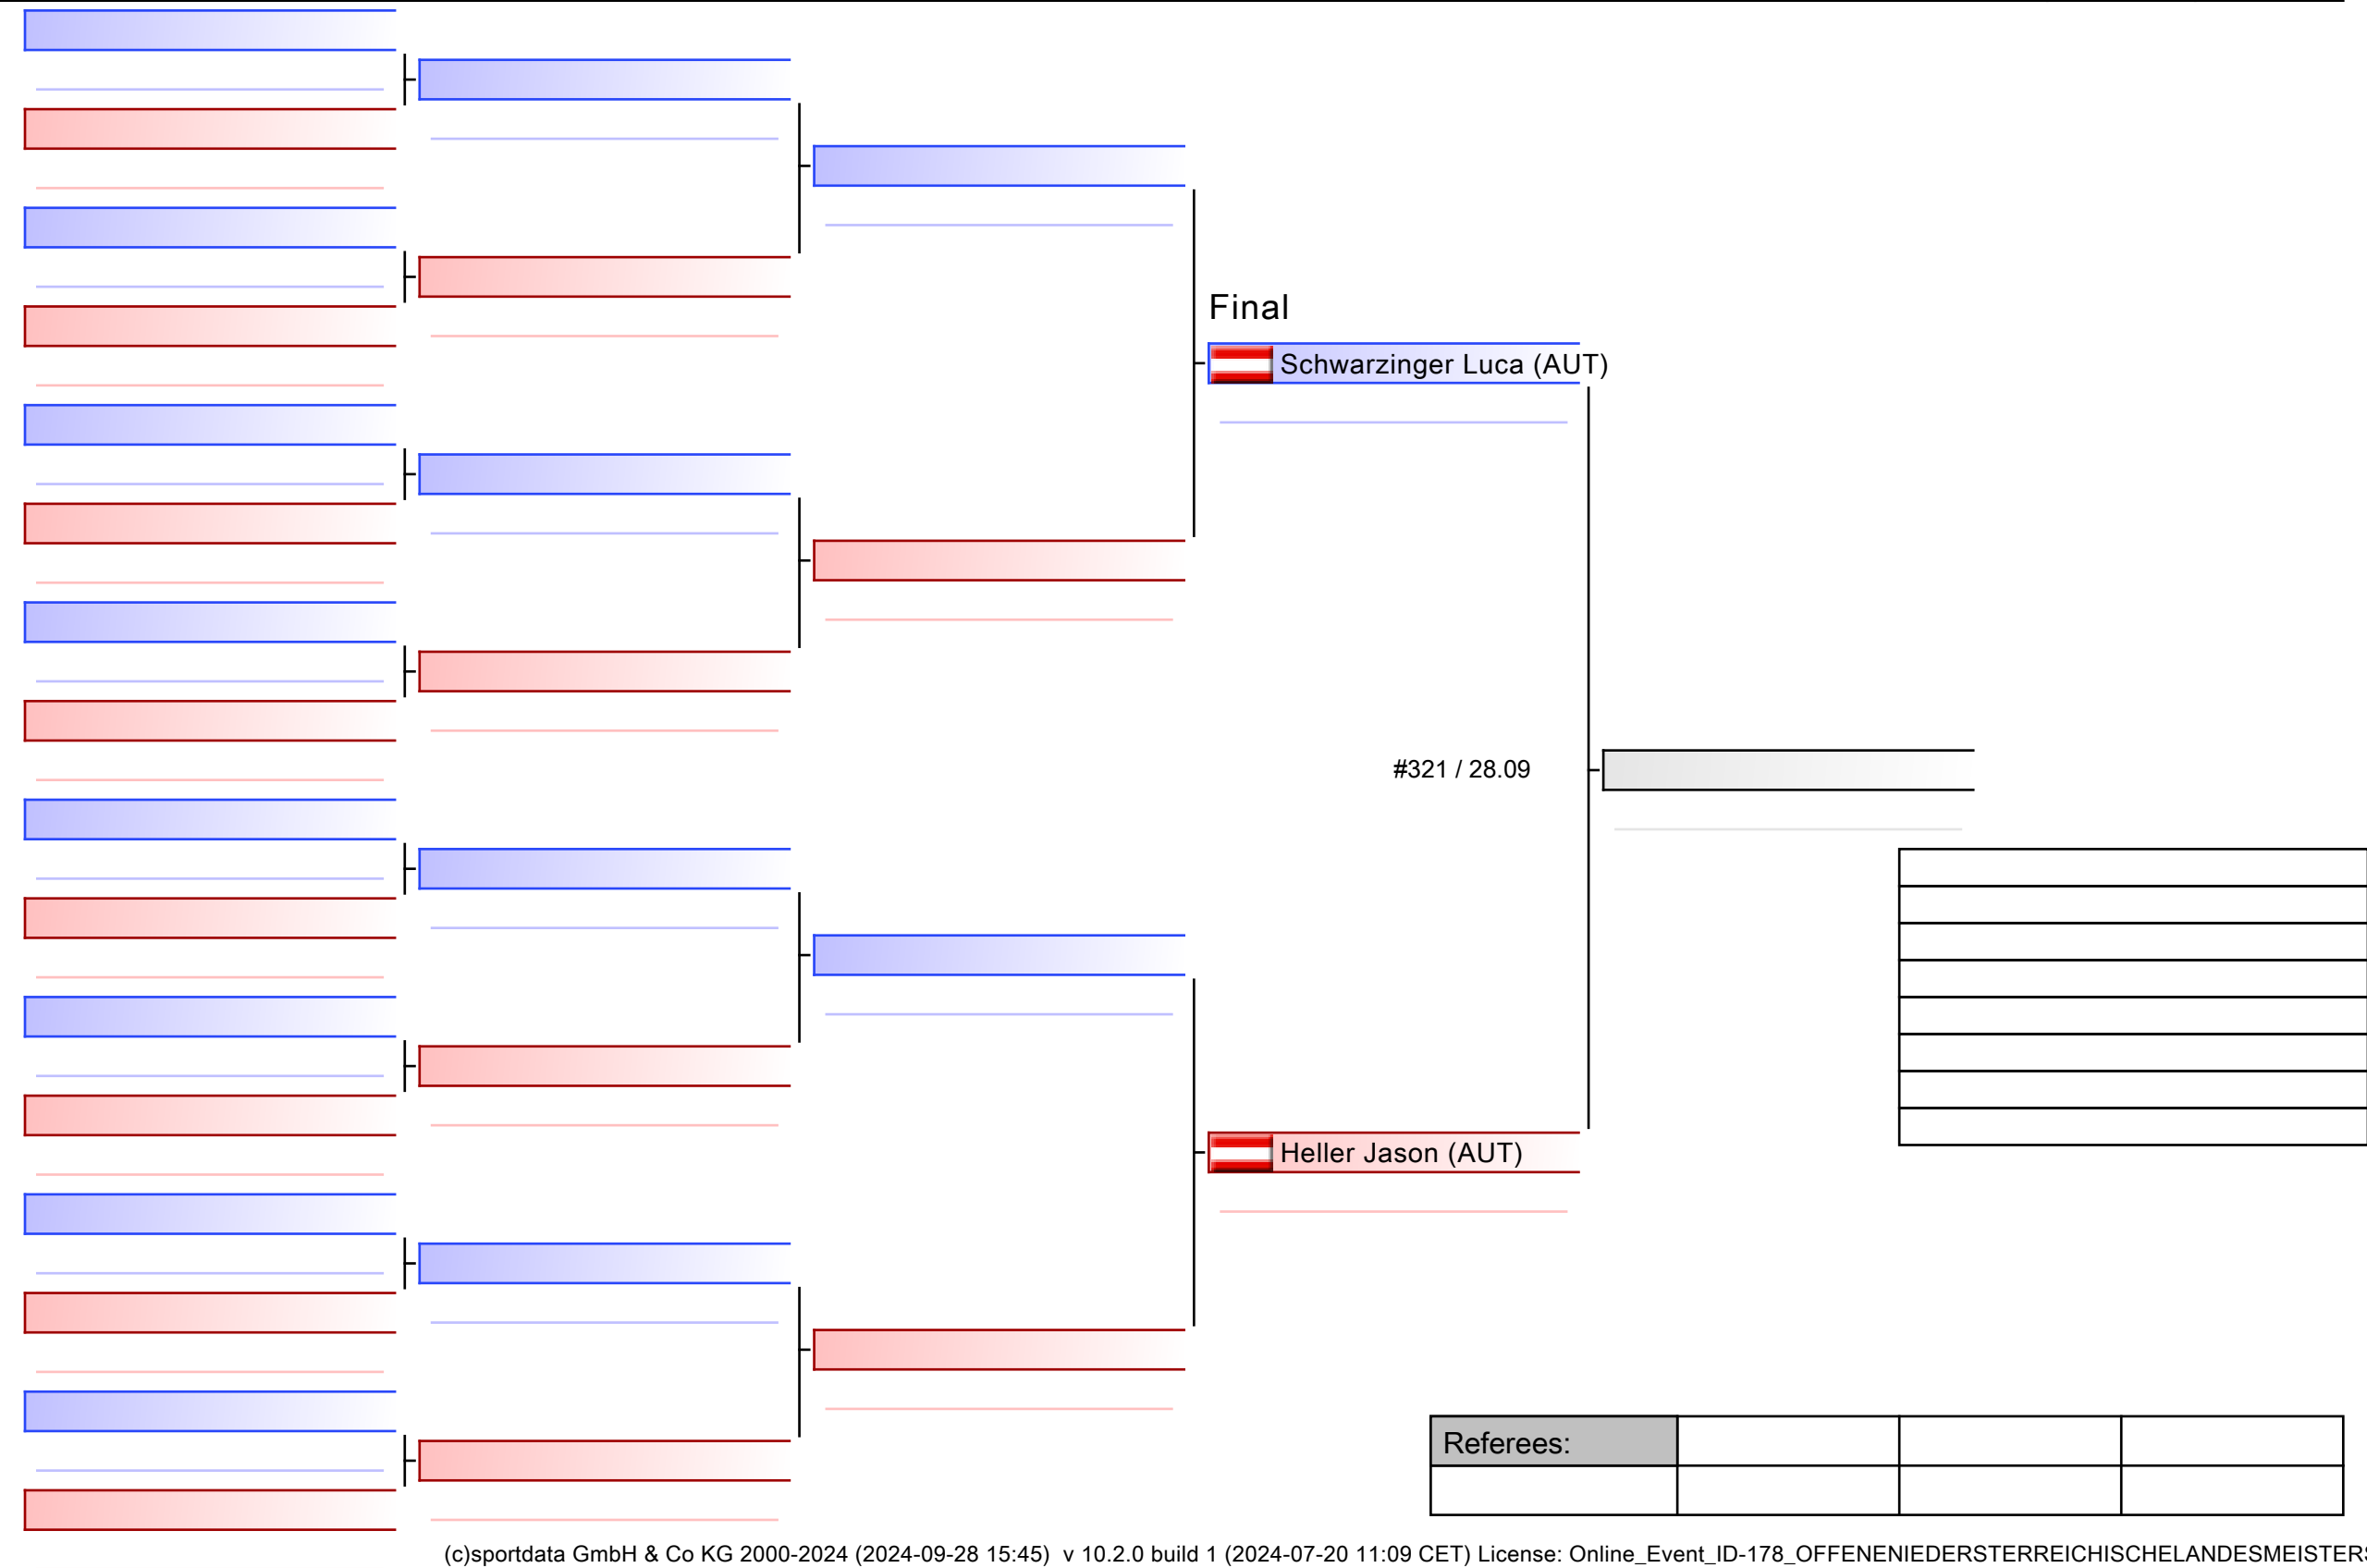 Final
Schwarzinger Luca (AUT)
#321 / 28.09
Heller Jason (AUT)
Referees:
(c)sportdata GmbH & Co KG 2000-2024 (2024-09-28 15:45) v 10.2.0 build 1 (2024-07-20 11:09 CET) License: Online_Event_ID-178_OFFENENIEDERSTERREICHISCHELANDESMEISTERS